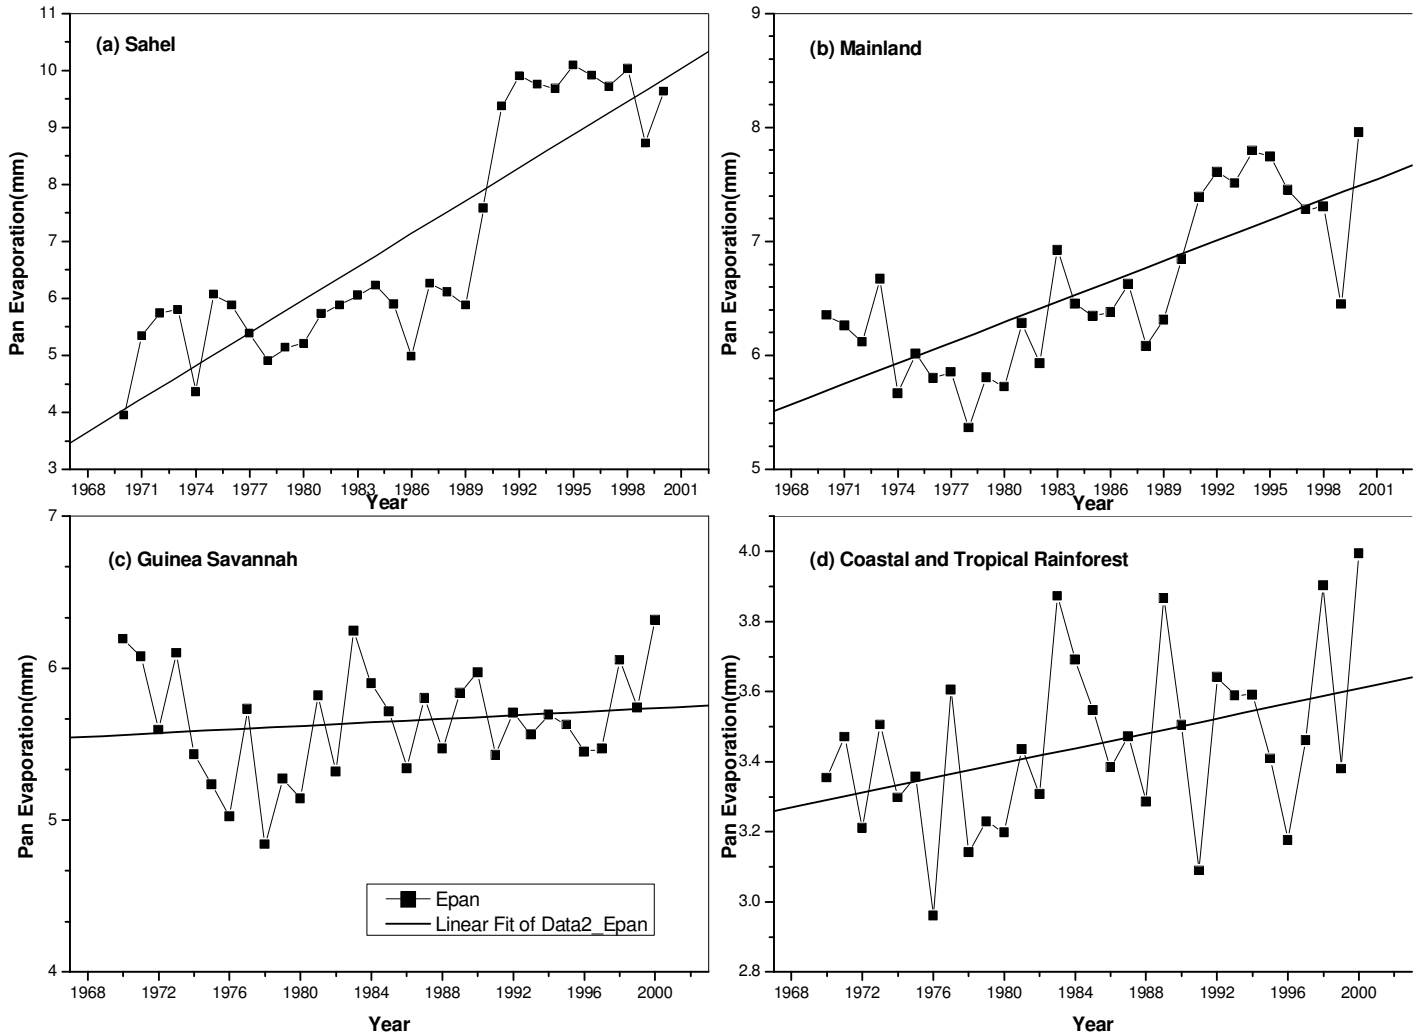 (a) Sahel
11
10
9
8
7
6
5
4
3
Pan Evaporation(mm)
1968 1971 1974 1977 1980 1983 1986 1989 1992 1995 1998 2001
Year
(b) Mainland
9
8
7
6
5
Pan Evaporation(mm)
1968 1971 1974 1977 1980 1983 1986 1989 1992 1995 1998 2001
Year
(c) Guinea Savannah
7
6
5
4
Pan Evaporation(mm)
Epan
Linear Fit of Data2_Epan
1968 1972 1976 1980 1984 1988 1992 1996 2000
Year
(d) Coastal and Tropical Rainforest
4.0
3.8
3.6
3.4
3.2
3.0
2.8
Pan Evaporation(mm)
1968 1972 1976 1980 1984 1988 1992 1996 2000
Year